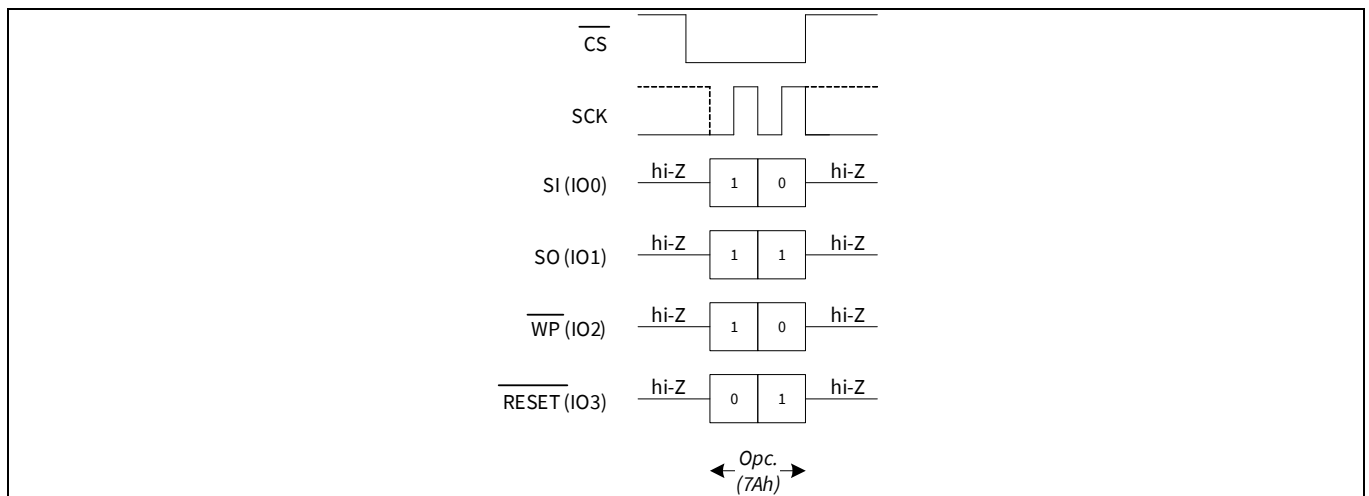 CS
SCK
SI (IO0) hi-Z 1 0 hi-Z
SO (IO1) hi-Z 1 1 hi-Z
WP (IO2) hi-Z 1 0 hi-Z
RESET (IO3) hi-Z 0 1 hi-Z
Opc.
(7Ah)